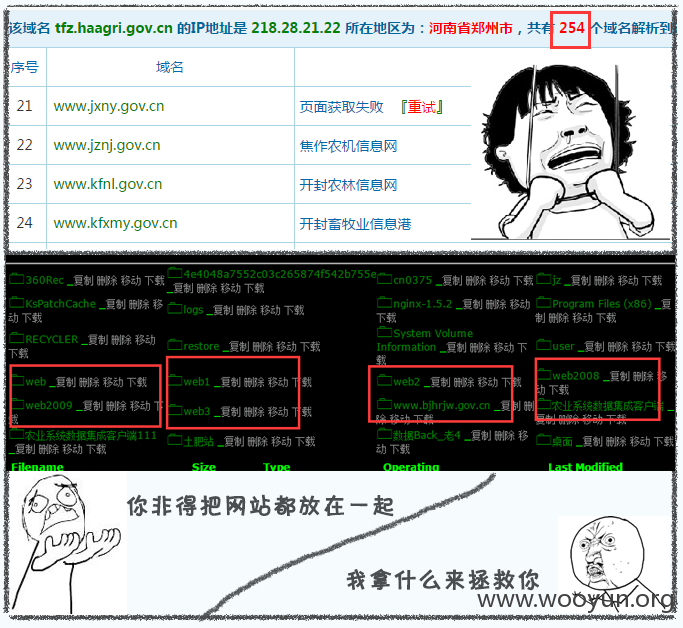 该域名 tfz.haagri.gov.cn 的IP地址是 218.28.21.22 所在地区为：河南省郑州市，共有 254 个域名解析到
序号 域名
21 www.jxny.gov.cn 页面获取失败 『重试』
22 www.jznj.gov.cn 焦作农机信息网
23 www.kfnl.gov.cn 开封农林信息网
24 www.kfxmy.gov.cn 开封畜牧业信息港
360Rec _复制 删除 移动 下载
4e4048a7552c03c265874f542b755e
_复制 删除 移动 下载
cn0375 _复制 删除 移动 下载
jz _复制 删除 移动 下载
KsPatchCache _复制 删除 移动 下载
logs _复制 删除 移动 下载
nginx-1.5.2 _复制 删除 移动 下载
Program Files (x86) _复制 删除 移动 下载
RECYCLER _复制 删除 移动 下载
restore _复制 删除 移动 下载
System Volume
Information _复制 删除 移动 下载
user _复制 删除 移动 下载
web _复制 删除 移动 下载
web1 _复制 删除 移动 下载
web2 _复制 删除 移动 下载
web2008 _复制 删除 移动 下载
web2009 _复制 删除 移动 下载
web3 _复制 删除 移动 下载
www.bjhrjw.gov.cn _复制 删除 移动 下载
农业系统数据集成客户端 _复制 删除 移动 下载
农业系统数据集成客户端111
_复制 删除 移动 下载
土肥站 _复制 删除 移动 下载
数据Back_老4 _复制 删除 移动 下载
桌面 _复制 删除 移动 下载
Filename Size Type Operating Last Modified
你非得把网站都放在一起
我拿什么来拯救你
www.wooyun.org